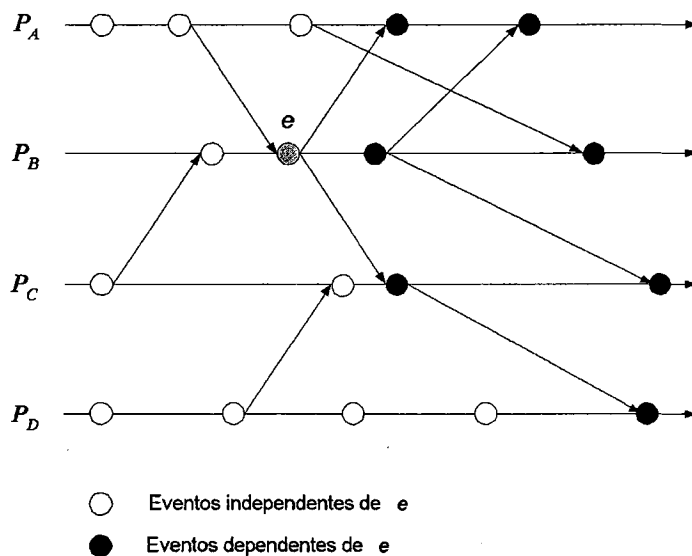 P_A
e
P_B
P_C
P_D
Eventos independentes de e
Eventos dependentes de e